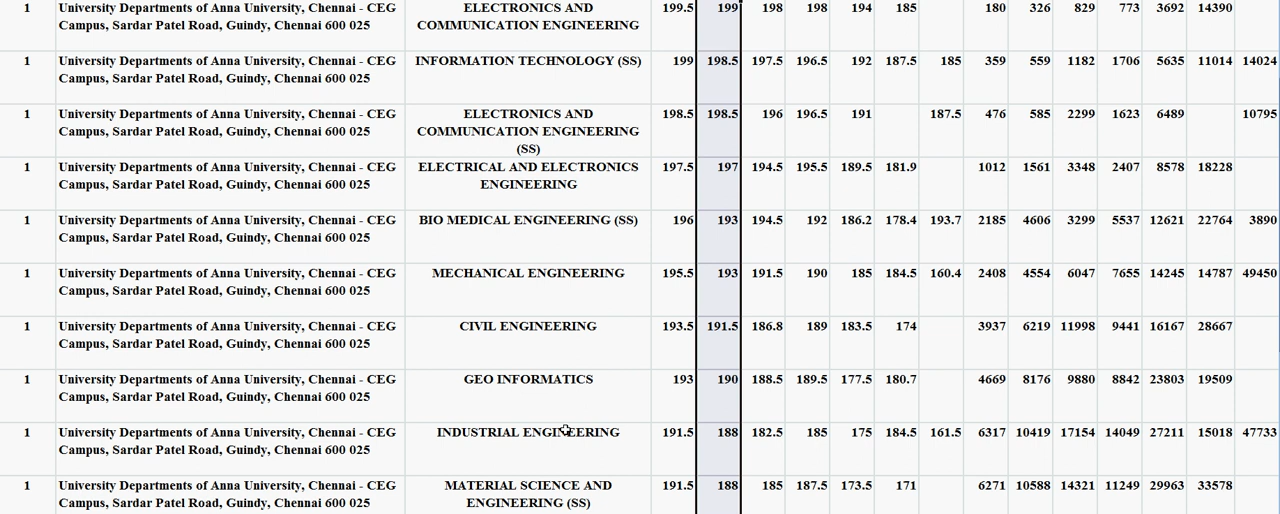 1 University Departments of Anna University, Chennai - CEG ELECTRONICS AND 199.5 199 198 198 194 185 180 326 829 773 3692 14390
Campus, Sardar Patel Road, Guindy, Chennai 600 025 COMMUNICATION ENGINEERING
1 University Departments of Anna University, Chennai - CEG INFORMATION TECHNOLOGY (SS) 199 198.5 197.5 196.5 192 187.5 185 359 559 1182 1706 5635 11014 14024
Campus, Sardar Patel Road, Guindy, Chennai 600 025
1 University Departments of Anna University, Chennai - CEG ELECTRONICS AND 198.5 198.5 196 196.5 191 187.5 476 585 2299 1623 6489 10795
Campus, Sardar Patel Road, Guindy, Chennai 600 025 COMMUNICATION ENGINEERING
(SS)
1 University Departments of Anna University, Chennai - CEG ELECTRICAL AND ELECTRONICS 197.5 197 194.5 195.5 189.5 181.9 1012 1561 3348 2407 8578 18228
Campus, Sardar Patel Road, Guindy, Chennai 600 025 ENGINEERING
1 University Departments of Anna University, Chennai - CEG BIO MEDICAL ENGINEERING (SS) 196 193 194.5 192 186.2 178.4 193.7 2185 4606 3299 5537 12621 22764 3890
Campus, Sardar Patel Road, Guindy, Chennai 600 025
1 University Departments of Anna University, Chennai - CEG MECHANICAL ENGINEERING 195.5 193 191.5 190 185 184.5 160.4 2408 4554 6047 7655 14245 14787 49450
Campus, Sardar Patel Road, Guindy, Chennai 600 025
1 University Departments of Anna University, Chennai - CEG CIVIL ENGINEERING 193.5 191.5 186.8 189 183.5 174 3937 6219 11998 9441 16167 28667
Campus, Sardar Patel Road, Guindy, Chennai 600 025
1 University Departments of Anna University, Chennai - CEG GEO INFORMATICS 193 190 188.5 189.5 177.5 180.7 4669 8176 9880 8842 23803 19509
Campus, Sardar Patel Road, Guindy, Chennai 600 025
1 University Departments of Anna University, Chennai - CEG INDUSTRIAL ENGINEERING 191.5 188 182.5 185 175 184.5 161.5 6317 10419 17154 14049 27211 15018 47733
Campus, Sardar Patel Road, Guindy, Chennai 600 025
1 University Departments of Anna University, Chennai - CEG MATERIAL SCIENCE AND 191.5 188 185 187.5 173.5 171 6271 10588 14321 11249 29963 33578
Campus, Sardar Patel Road, Guindy, Chennai 600 025 ENGINEERING (SS)